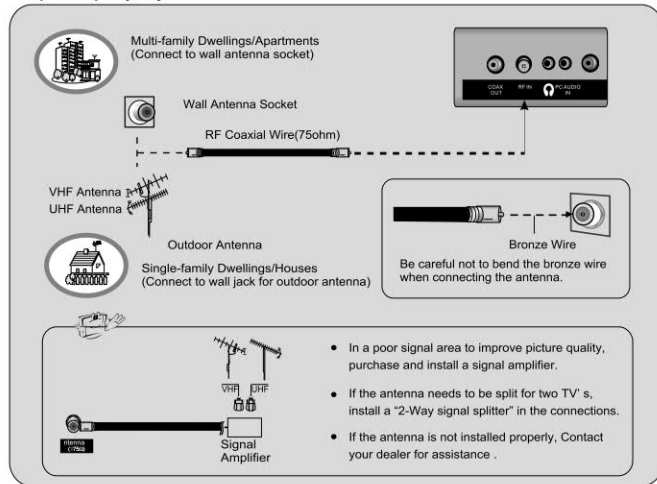 Multi-family Dwellings/Apartments
(Connect to wall antenna socket)
COAX
OUT
RF IN
PC AUDIO
IN
Wall Antenna Socket
RF Coaxial Wire(75ohm)
VHF Antenna
UHF Antenna
Outdoor Antenna
Single-family Dwellings/Houses
(Connect to wall jack for outdoor antenna)
Bronze Wire
Be careful not to bend the bronze wire
when connecting the antenna.
VHF
UHF
ntenna
(75Ω)
Signal
Amplifier
• In a poor signal area to improve picture quality,
purchase and install a signal amplifier.
• If the antenna needs to be split for two TV' s,
install a “2-Way signal splitter” in the connections.
• If the antenna is not installed properly, Contact
your dealer for assistance .